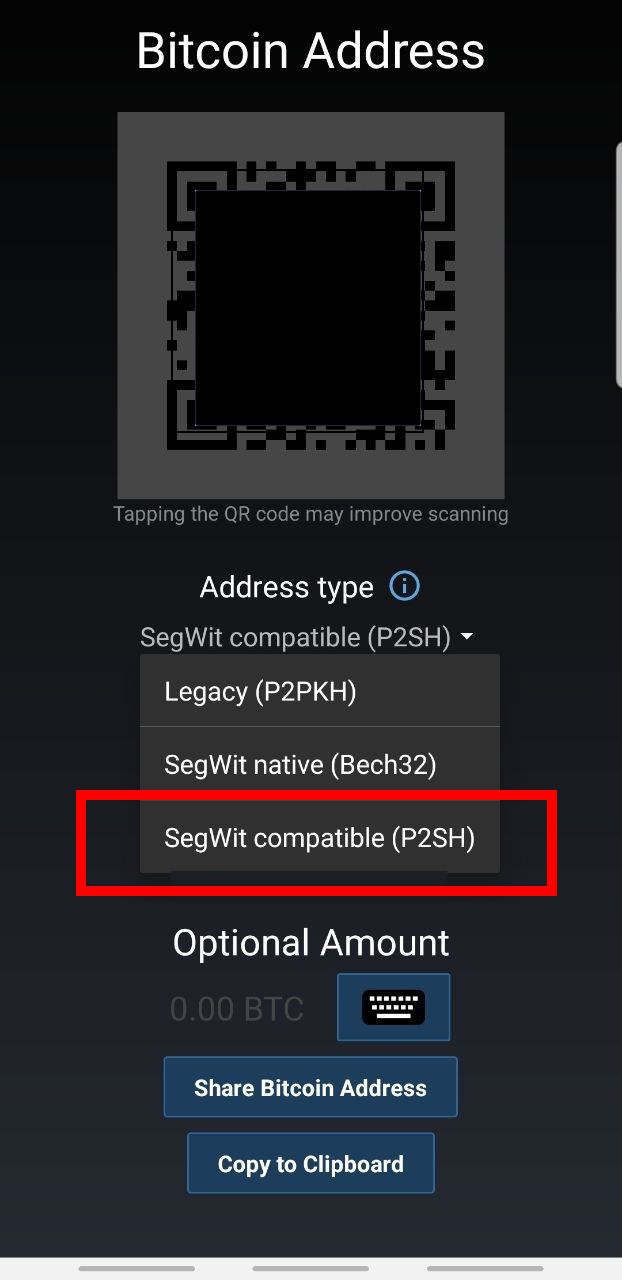 Bitcoin Address
Tapping the QR code may improve scanning
Address type
SegWit compatible (P2SH)
Legacy (P2PKH)
SegWit native (Bech32)
SegWit compatible (P2SH)
Optional Amount
0.00 BTC
Share Bitcoin Address
Copy to Clipboard